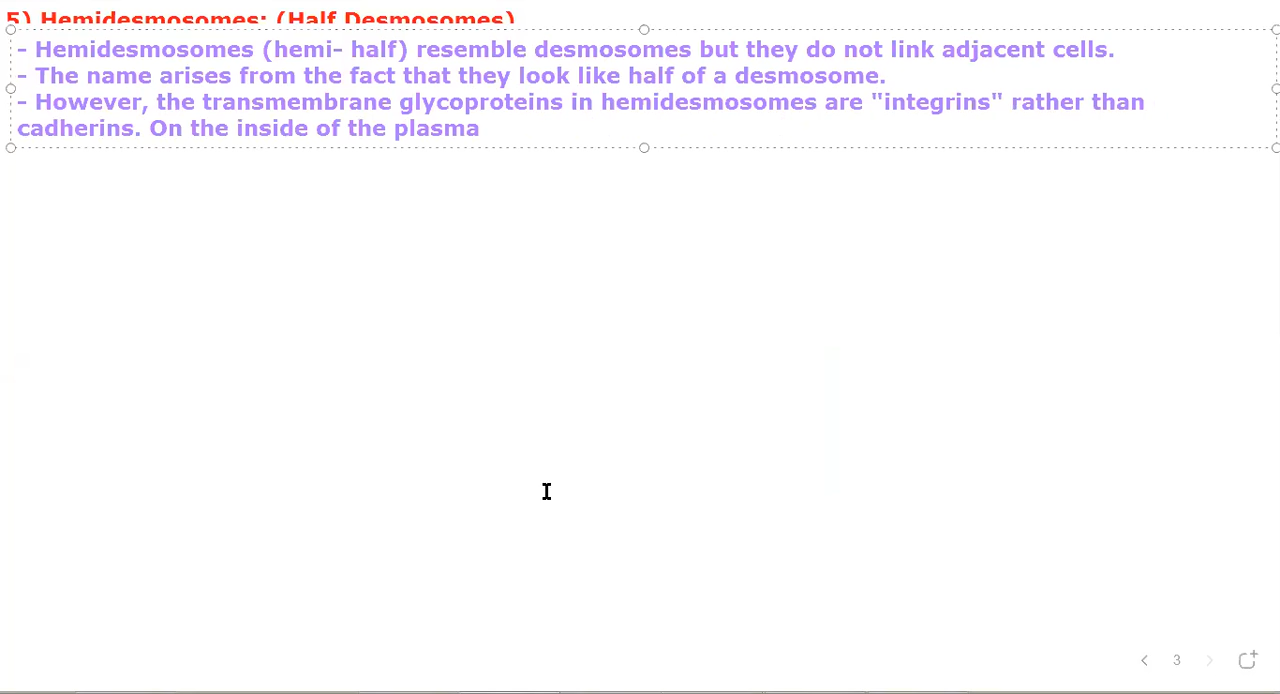 5) Hemidesmosomes: (Half Desmosomes)
- Hemidesmosomes (hemi- half) resemble desmosomes but they do not link adjacent cells.
- The name arises from the fact that they look like half of a desmosome.
- However, the transmembrane glycoproteins in hemidesmosomes are "integrins" rather than
cadherins. On the inside of the plasma
3